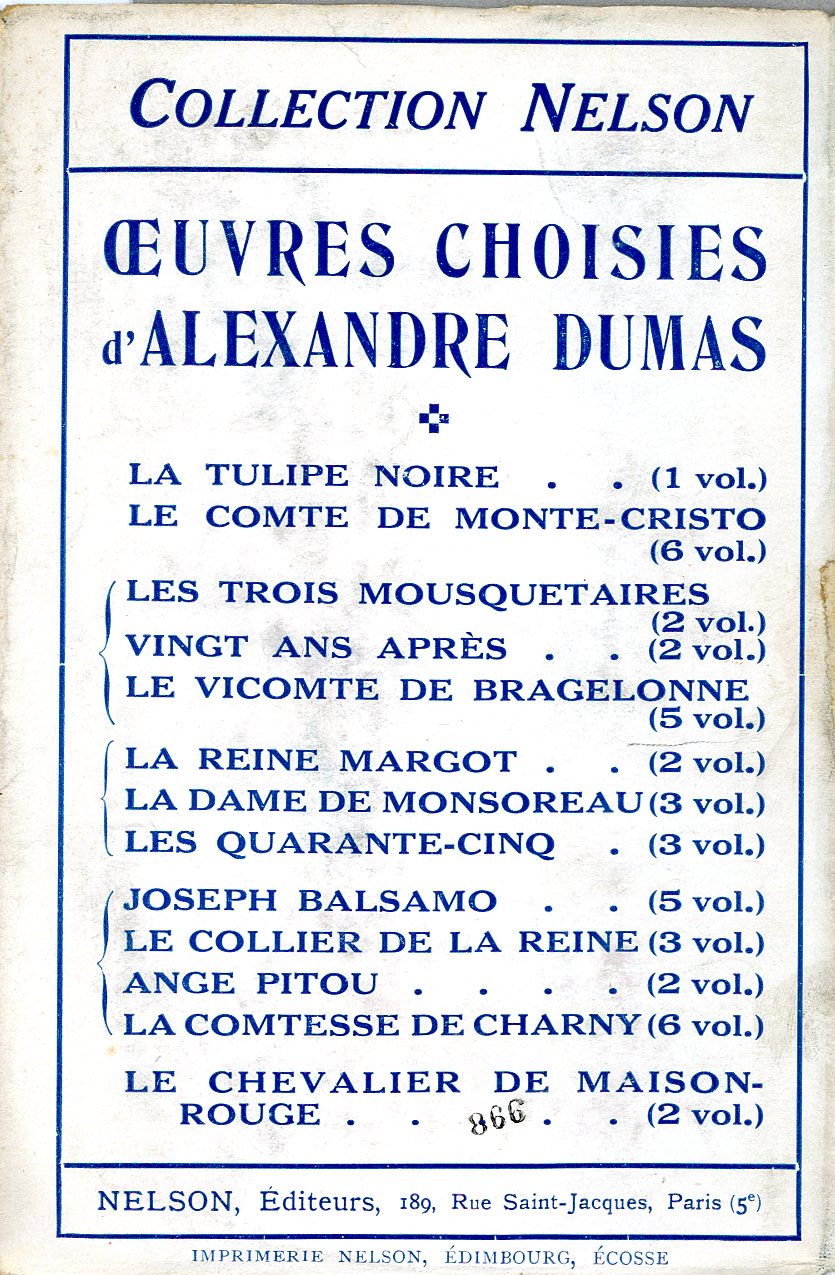 COLLECTION NELSON
ŒUVRES CHOISIES
d'ALEXANDRE DUMAS
LA TULIPE NOIRE . . (1 vol.)
LE COMTE DE MONTE-CRISTO
(6 vol.)
LES TROIS MOUSQUETAIRES
(2 vol.)
VINGT ANS APRÈS . . (2 vol.)
LE VICOMTE DE BRAGELONNE
(5 vol.)
LA REINE MARGOT . . (2 vol.)
LA DAME DE MONSOREAU (3 vol.)
LES QUARANTE-CINQ . (3 vol.)
JOSEPH BALSAMO . . (5 vol.)
LE COLLIER DE LA REINE (3 vol.)
ANGE PITOU . . . . (2 vol.)
LA COMTESSE DE CHARNY (6 vol.)
LE CHEVALIER DE MAISON-
ROUGE . . 866 . . (2 vol.)
NELSON, Éditeurs, 189, Rue Saint-Jacques, Paris (5e)
IMPRIMERIE NELSON, ÉDIMBOURG, ÉCOSSE